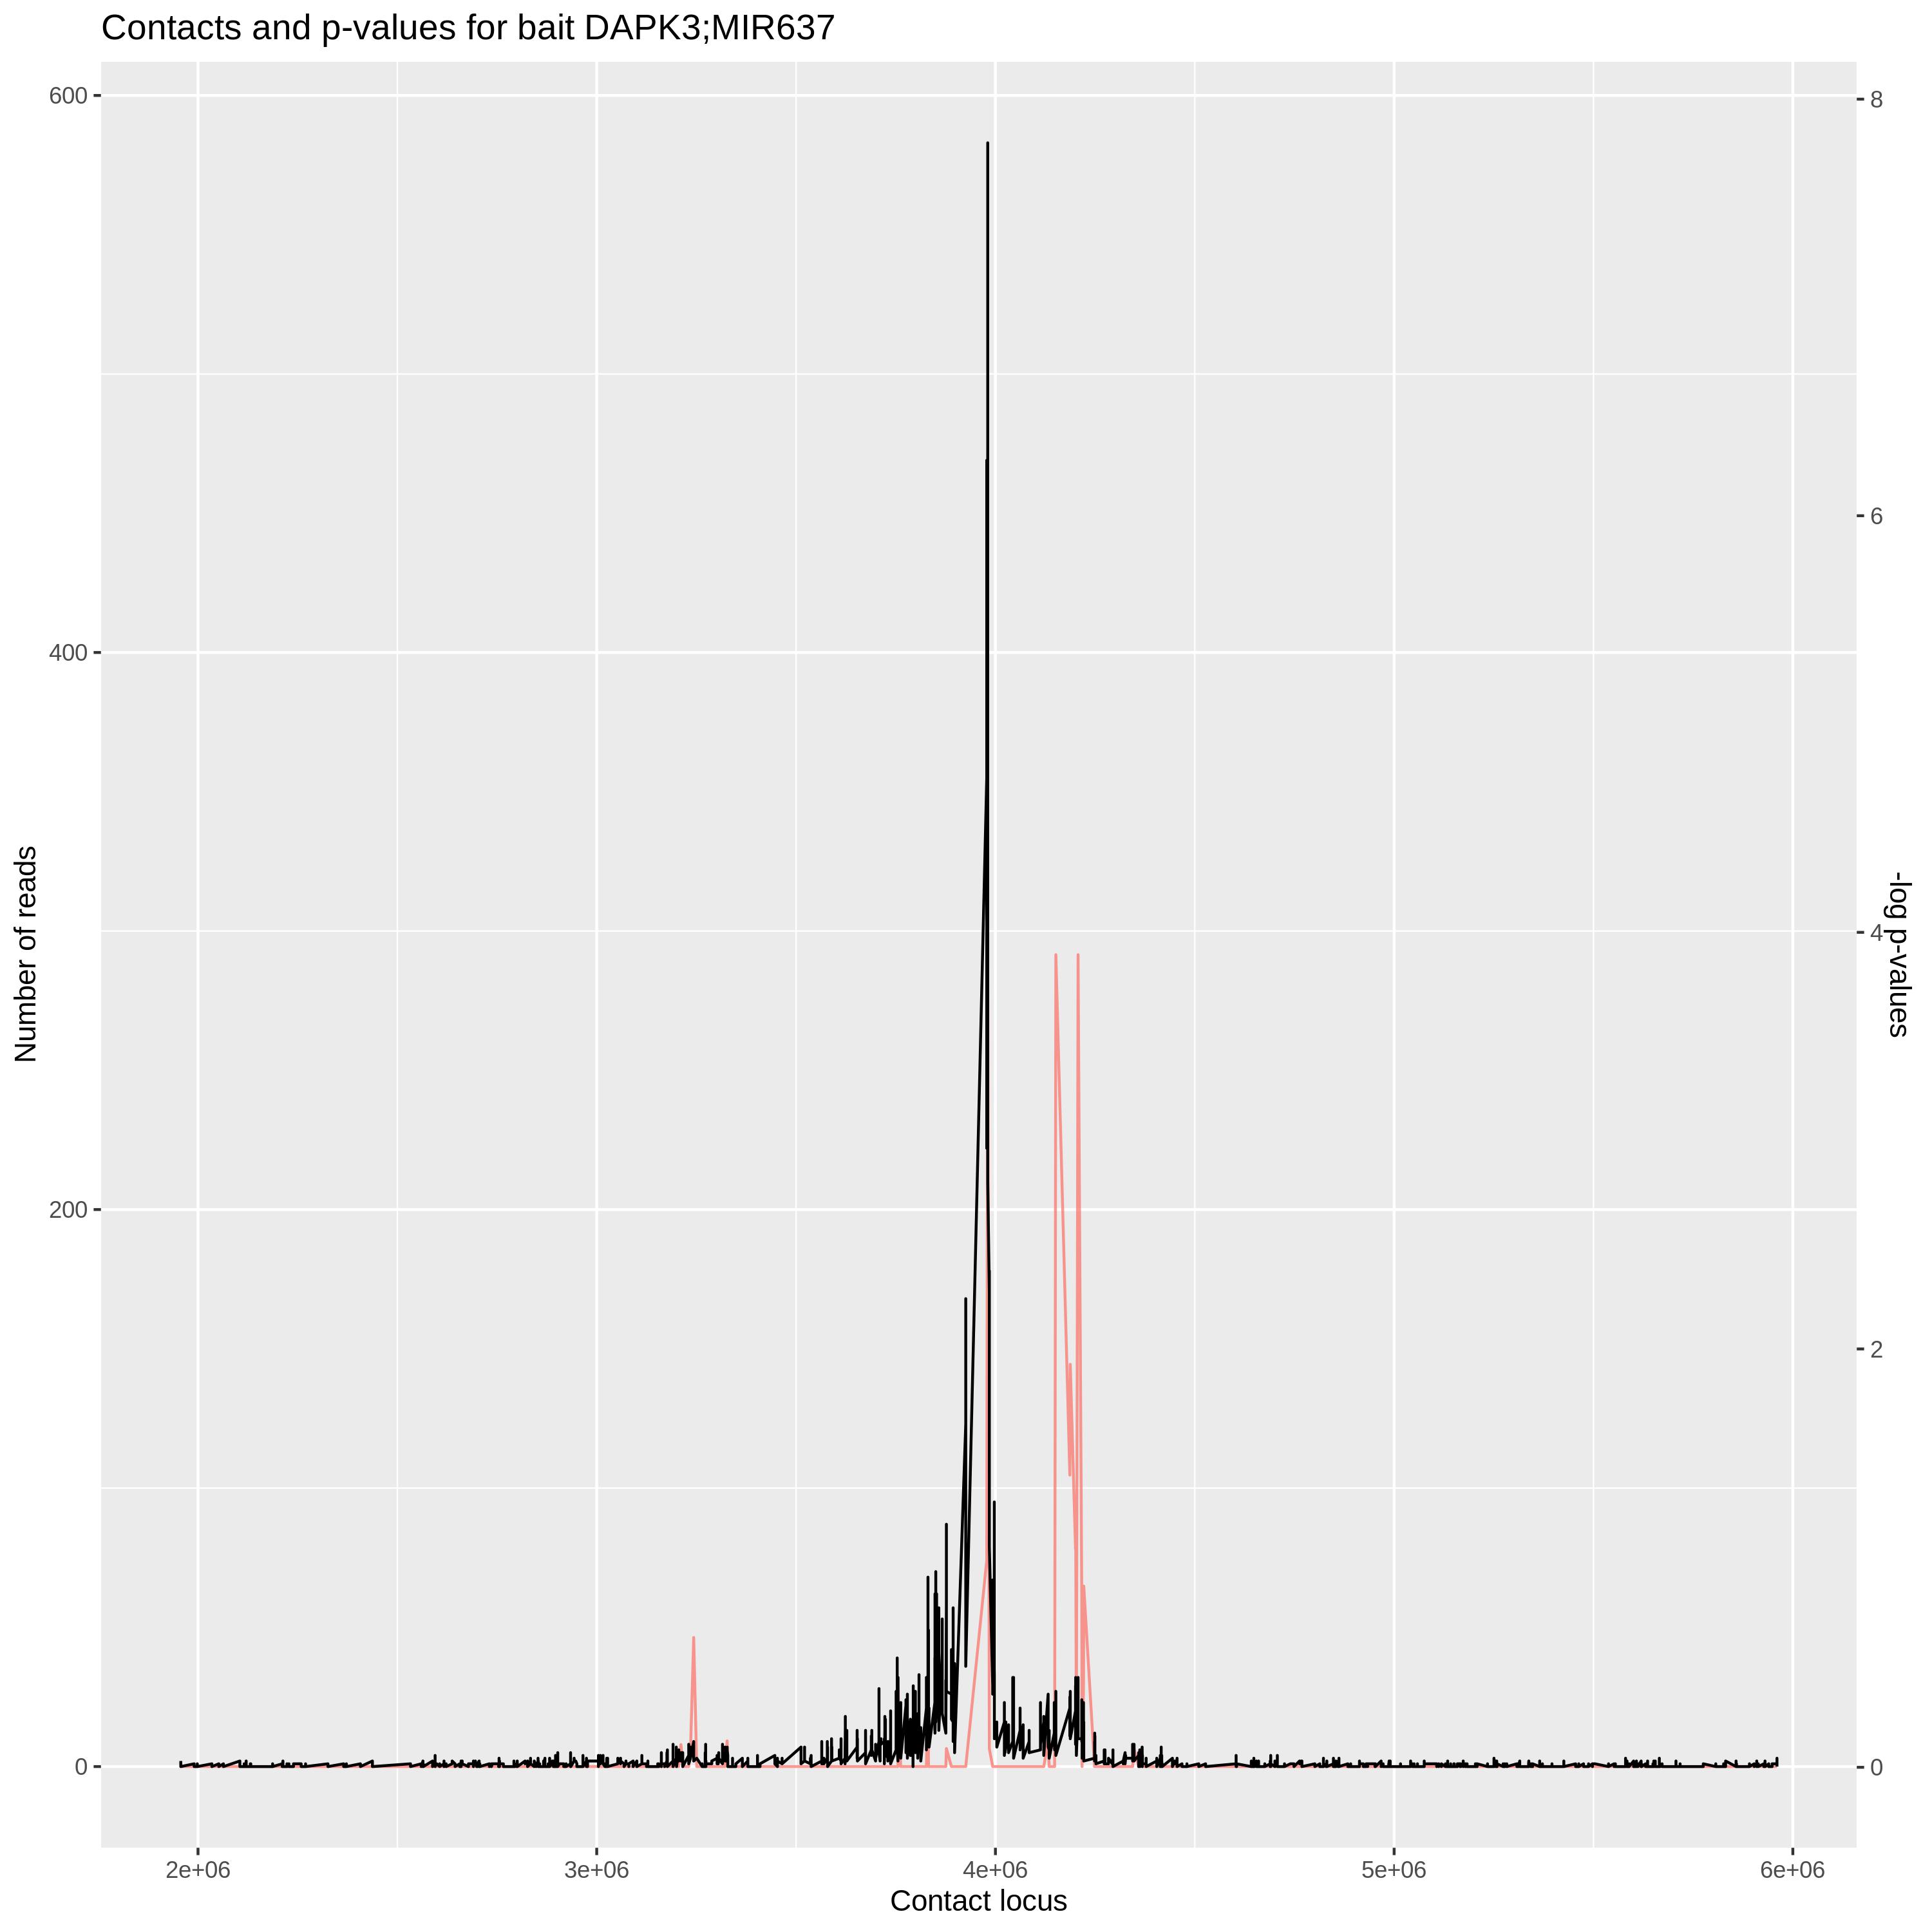 Contacts and p-values for bait DAPK3;MIR637
600
400
200
0
Number of reads
8
6
4
2
0
-log p-values
2e+06
3e+06
4e+06
5e+06
6e+06
Contact locus